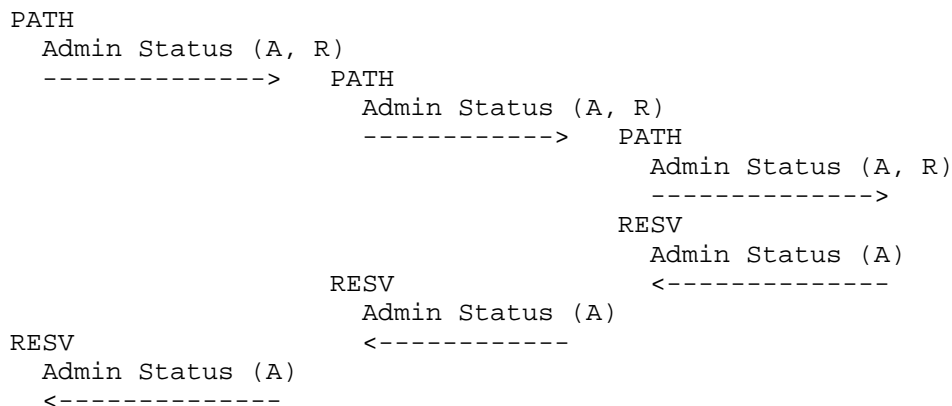 PATH
Admin Status (A, R)
--------------> PATH
Admin Status (A, R)
------------> PATH
Admin Status (A, R)
-------------->
RESV
Admin Status (A)
RESV <--------------
Admin Status (A)
RESV <------------
Admin Status (A)
<--------------